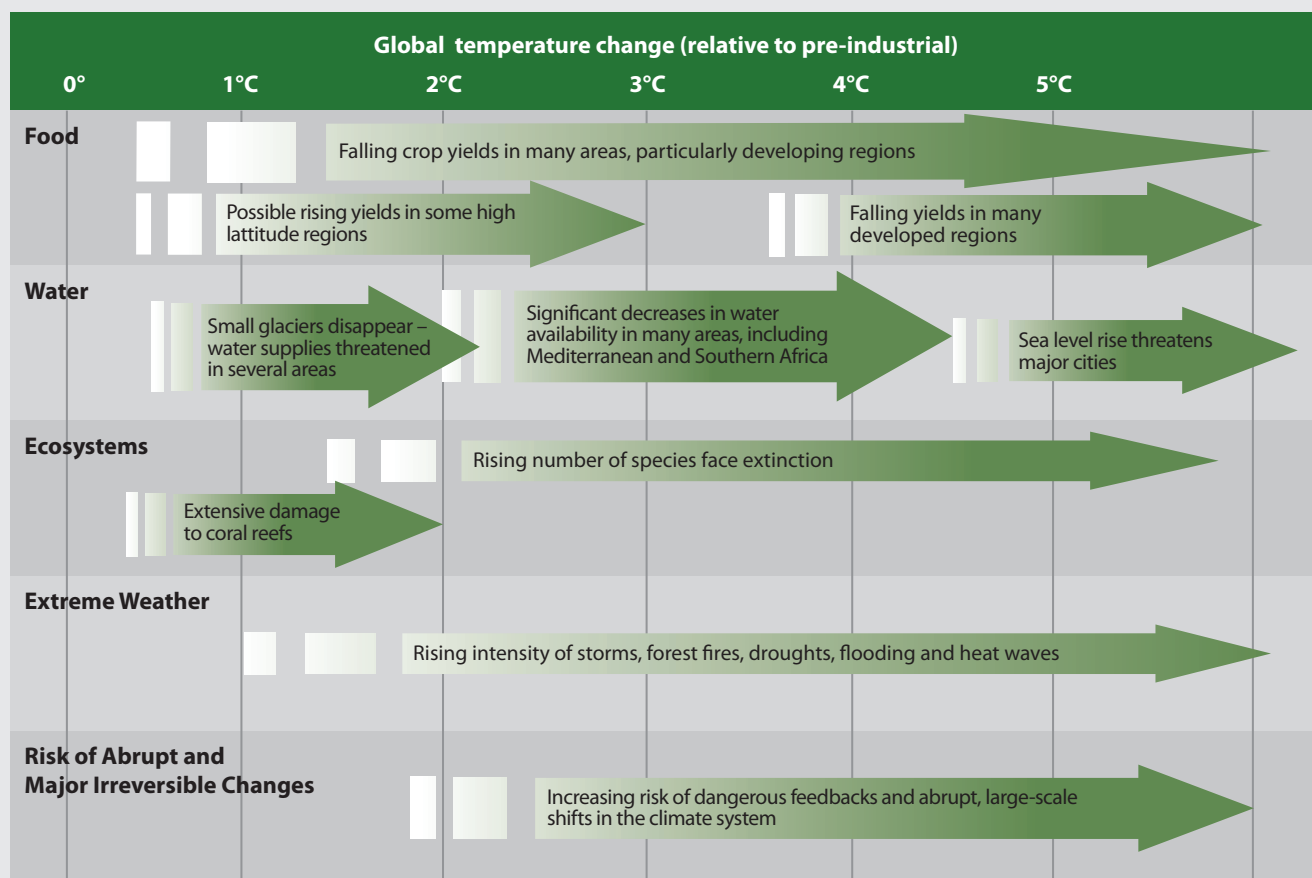 Global  temperature change (relative to pre-industrial)
0° 1°C 2°C 3°C 4°C 5°C
Food
Falling crop yields in many areas, particularly developing regions
Possible rising yields in some high
lattitude regions
Falling yields in many
developed regions
Water
Small glaciers disappear –
water supplies threatened
in several areas
Significant decreases in water
availability in many areas, including
Mediterranean and Southern Africa
Sea level rise threatens
major cities
Ecosystems
Rising number of species face extinction
Extensive damage
to coral reefs
Extreme Weather
Rising intensity of storms, forest fires, droughts, flooding and heat waves
Risk of Abrupt and
Major Irreversible Changes
Increasing risk of dangerous feedbacks and abrupt, large-scale
shifts in the climate system